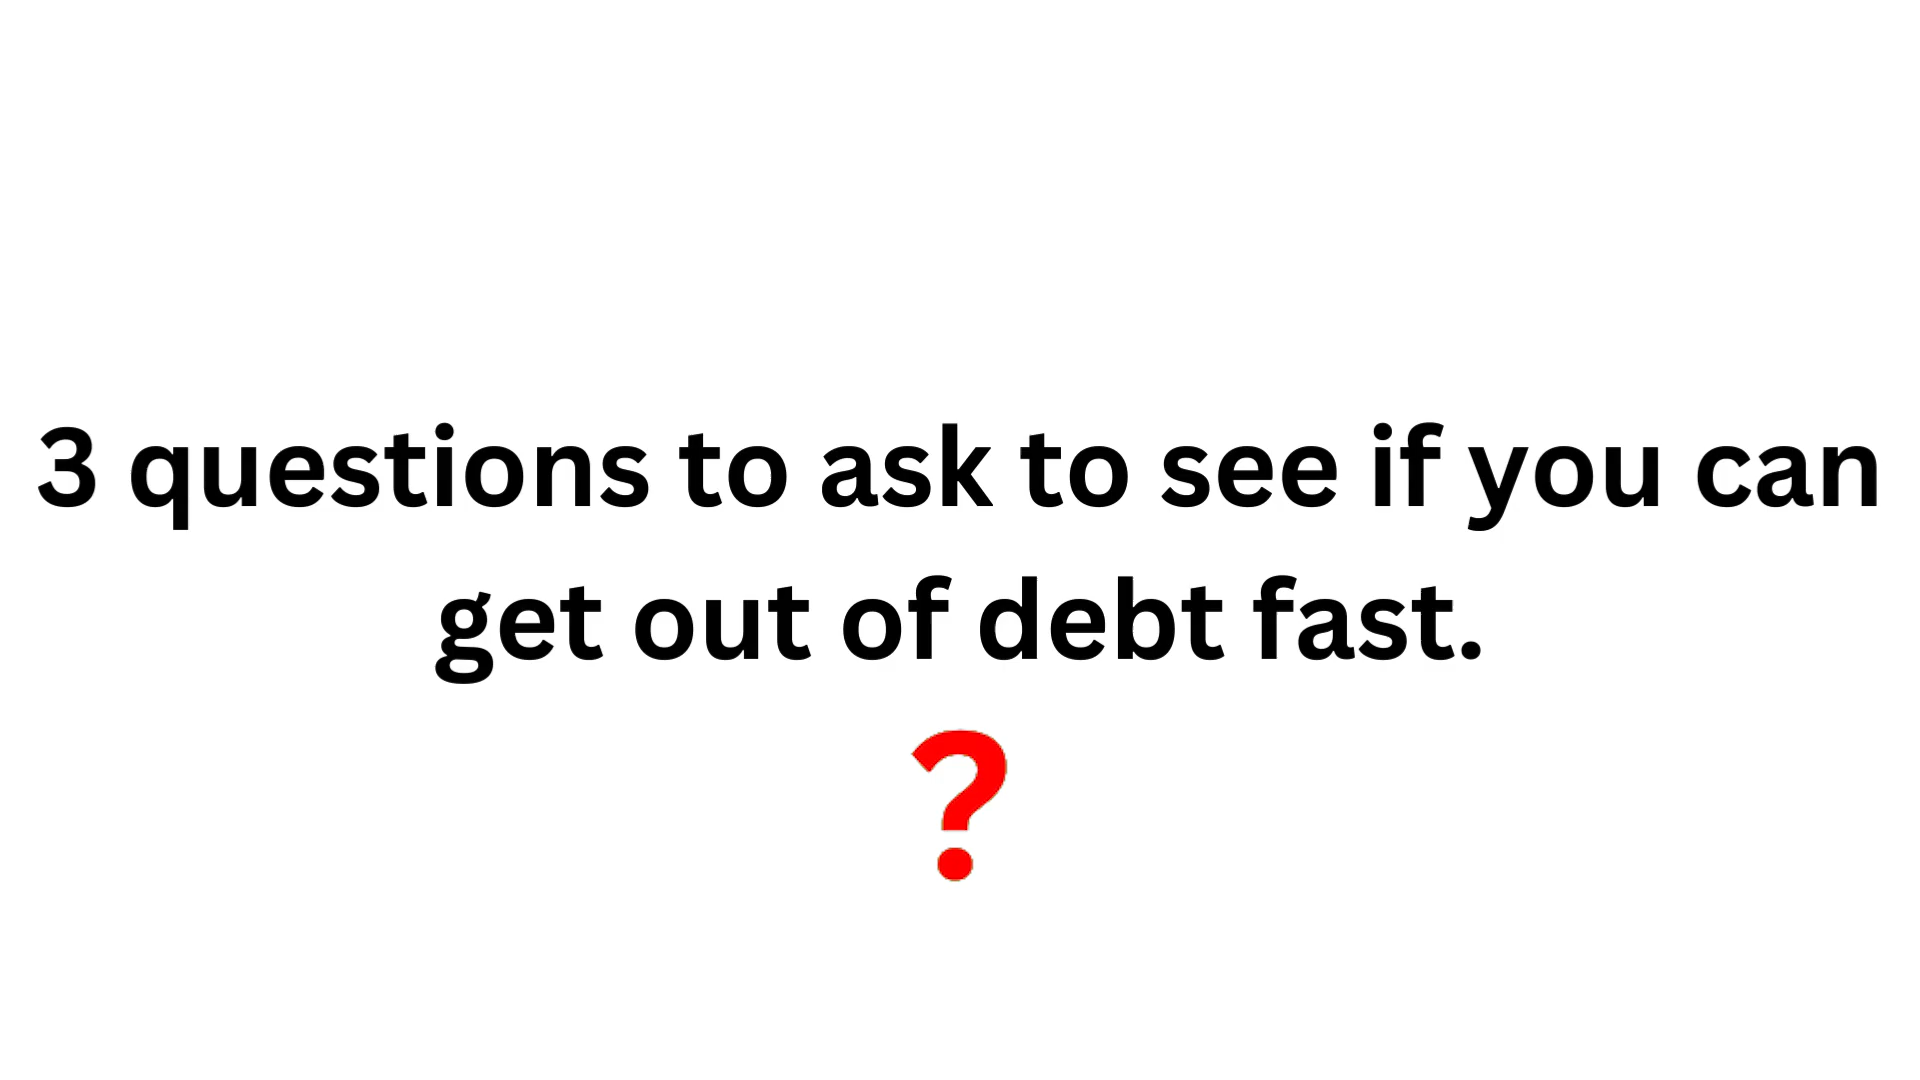 3 questions to ask to see if you can
get out of debt fast.
?